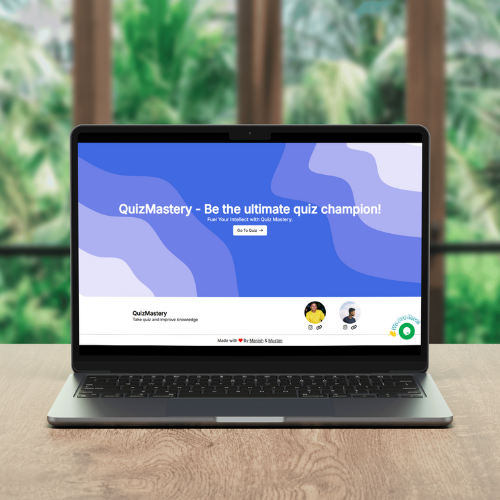 QuizMastery - Be the ultimate quiz champion!
Fuel Your Intellect with Quiz Mastery.
Go To Quiz →
QuizMastery
Take quiz and improve knowledge
Made with ❤ By Manish &